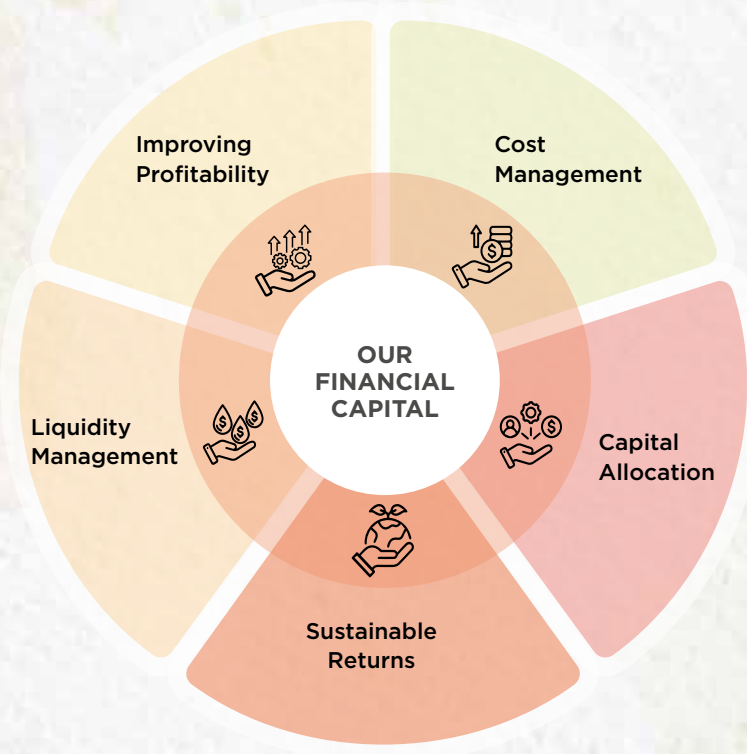 Improving
Profitability
Cost
Management
OUR
FINANCIAL
CAPITAL
Liquidity
Management
Capital
Allocation
Sustainable
Returns